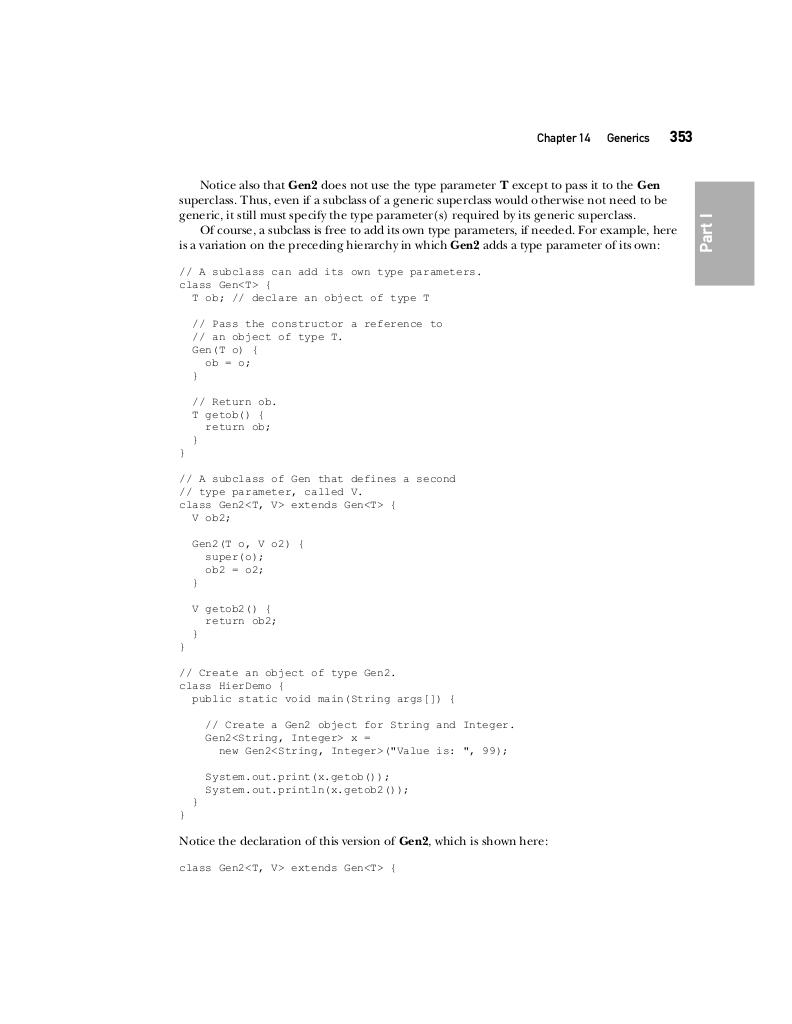 Chapter 14 Generics 353
Part I
Notice also that Gen2 does not use the type parameter T except to pass it to the Gen
superclass. Thus, even if a subclass of a generic superclass would otherwise not need to be
generic, it still must specify the type parameter(s) required by its generic superclass.
Of course, a subclass is free to add its own type parameters, if needed. For example, here
is a variation on the preceding hierarchy in which Gen2 adds a type parameter of its own:
// A subclass can add its own type parameters.
class Gen<T> {
  T ob; // declare an object of type T

  // Pass the constructor a reference to
  // an object of type T.
  Gen(T o) {
    ob = o;
  }

  // Return ob.
  T getob() {
    return ob;
  }
}

// A subclass of Gen that defines a second
// type parameter, called V.
class Gen2<T, V> extends Gen<T> {
  V ob2;

  Gen2(T o, V o2) {
    super(o);
    ob2 = o2;
  }

  V getob2() {
    return ob2;
  }
}

// Create an object of type Gen2.
class HierDemo {
  public static void main(String args[]) {

    // Create a Gen2 object for String and Integer.
    Gen2<String, Integer> x =
      new Gen2<String, Integer>("Value is: ", 99);

    System.out.print(x.getob());
    System.out.println(x.getob2());
  }
}
Notice the declaration of this version of Gen2, which is shown here:
class Gen2<T, V> extends Gen<T> {